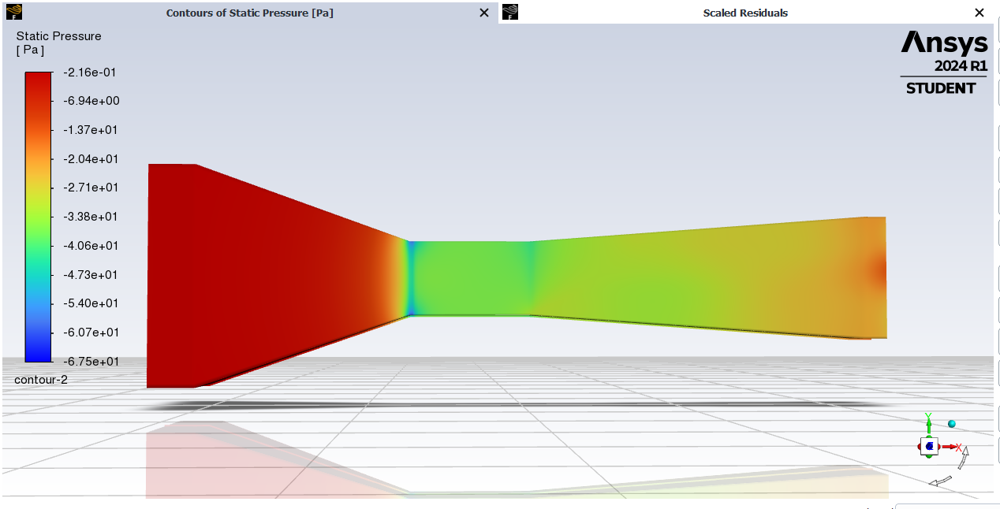 Contours of Static Pressure [Pa]
Scaled Residuals
Static Pressure
[ Pa ]
-2.16e-01
-6.94e+00
-1.37e+01
-2.04e+01
-2.71e+01
-3.38e+01
-4.06e+01
-4.73e+01
-5.40e+01
-6.07e+01
-6.75e+01
contour-2
Ansys
2024 R1
STUDENT
Y
Z
X